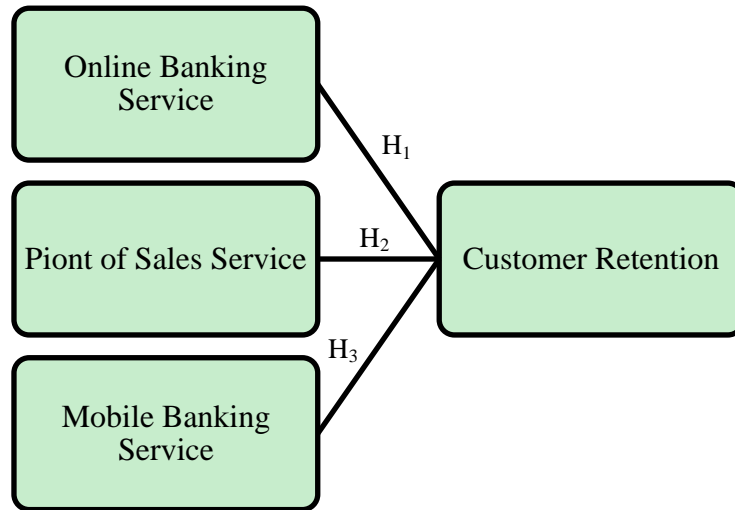 Online Banking
Service
H₁
Piont of Sales Service
H₂
Customer Retention
H₃
Mobile Banking
Service